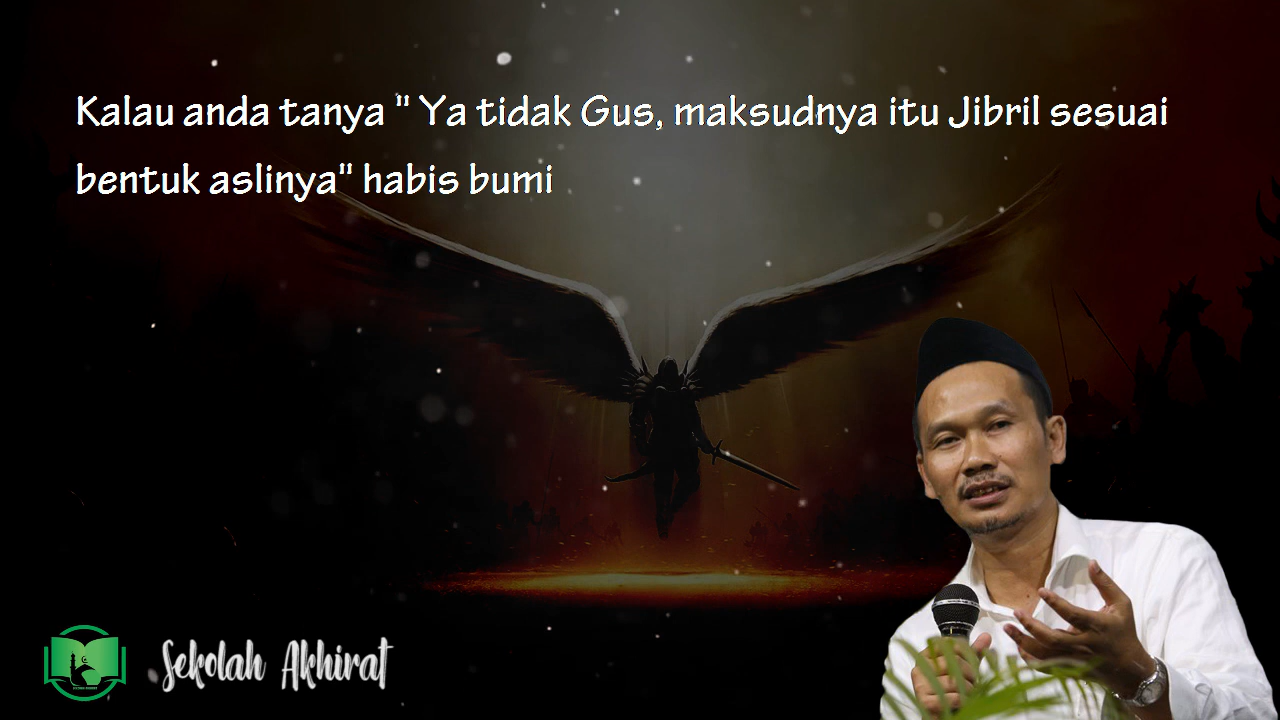 Kalau anda tanya " Ya tidak Gus, maksudnya itu Jibril sesuai
bentuk aslinya" habis bumi
Sekolah Akhirat